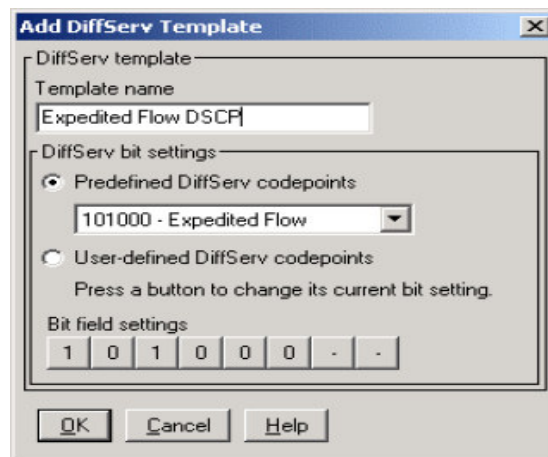 Add DiffServ Template
DiffServ template
Template name
Expedited Flow DSCP
DiffServ bit settings
Predefined DiffServ codepoints
101000 - Expedited Flow
User-defined DiffServ codepoints
Press a button to change its current bit setting.
Bit field settings
1 0 1 0 0 0 - -
OK Cancel Help